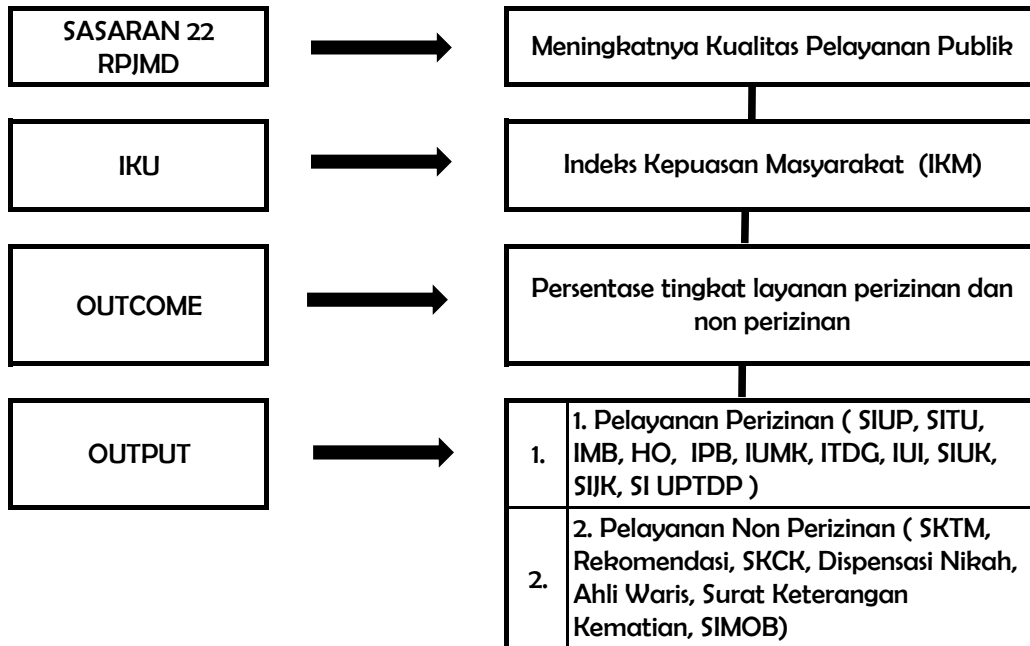 SASARAN 22
RPJMD
Meningkatnya Kualitas Pelayanan Publik
IKU
Indeks Kepuasan Masyarakat (IKM)
OUTCOME
Persentase tingkat layanan perizinan dan
non perizinan
OUTPUT
1.
1. Pelayanan Perizinan ( SIUP, SITU,
IMB, HO, IPB, IUMK, ITDG, IUI, SIUK,
SIJK, SI UPTDP )
2.
2. Pelayanan Non Perizinan ( SKTM,
Rekomendasi, SKCK, Dispensasi Nikah,
Ahli Waris, Surat Keterangan
Kematian, SIMOB)